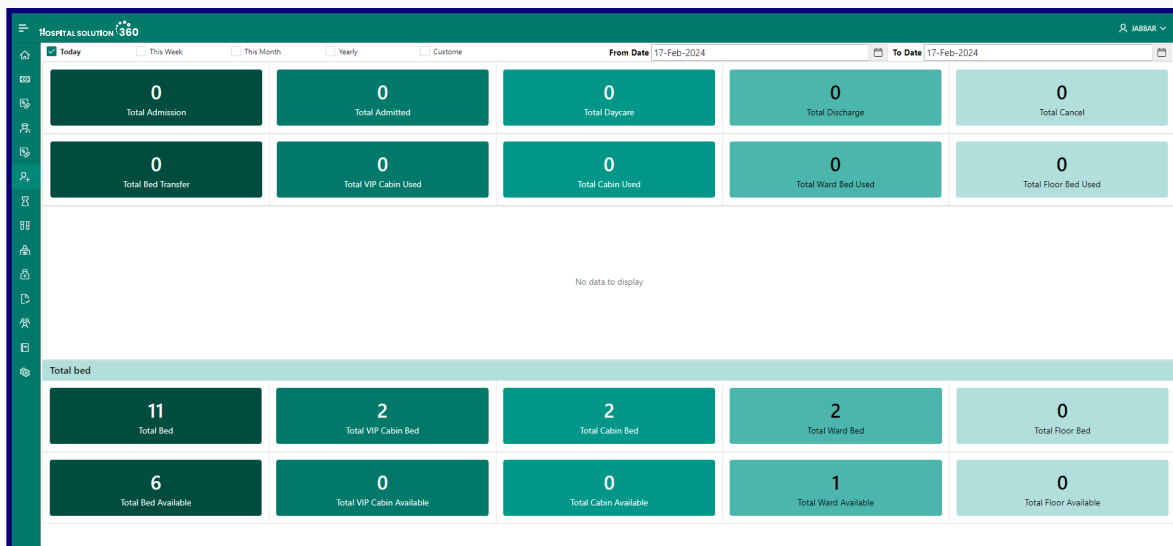 HOSPITAL SOLUTION 360
JABBAR
Today This Week This Month Yearly Custome From Date 17-Feb-2024 To Date 17-Feb-2024
0 0 0 0 0
Total Admission Total Admitted Total Daycare Total Discharge Total Cancel
0 0 0 0 0
Total Bed Transfer Total VIP Cabin Used Total Cabin Used Total Ward Bed Used Total Floor Bed Used
No data to display
Total bed
11 2 2 2 0
Total Bed Total VIP Cabin Bed Total Cabin Bed Total Ward Bed Total Floor Bed
6 0 0 1 0
Total Bed Available Total VIP Cabin Available Total Cabin Available Total Ward Available Total Floor Available